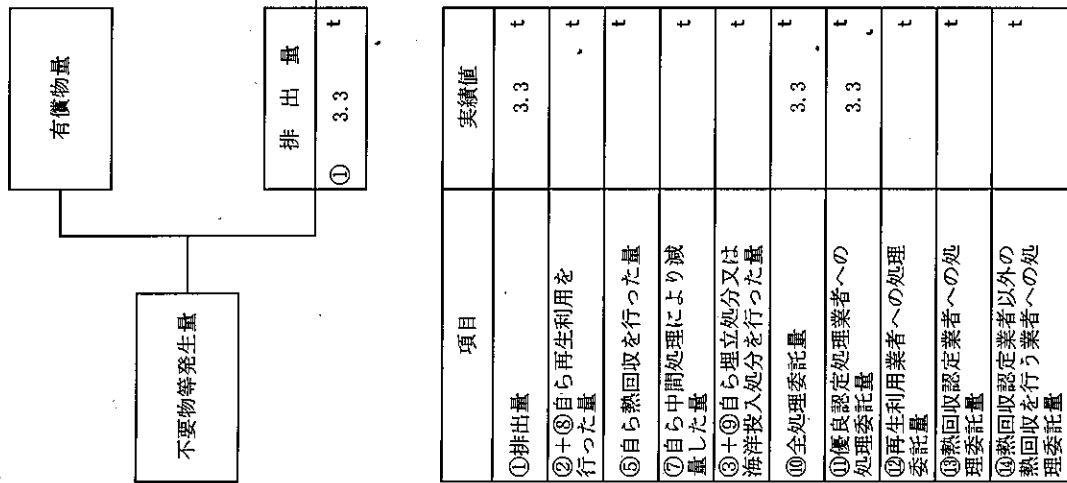 有償物量
不要物等発生量
排出量
① 3.3 t
項目 実績値
①排出量 3.3 t
②+⑧自ら再生利用を
行った量 t
⑤自ら熱回収を行った量 t
⑦自ら中間処理により減
量した量 t
③+⑨自ら埋立処分又は
海洋投入処分を行った量 t
⑩全処理委託量 3.3 t
⑪優良認定処理業者への
処理委託量 3.3 t
⑫再生利用業者への処理
委託量 t
⑬熱回収認定業者への処
理委託量 t
⑭熱回収認定業者以外の
熱回収を行う業者への処
理委託量 t